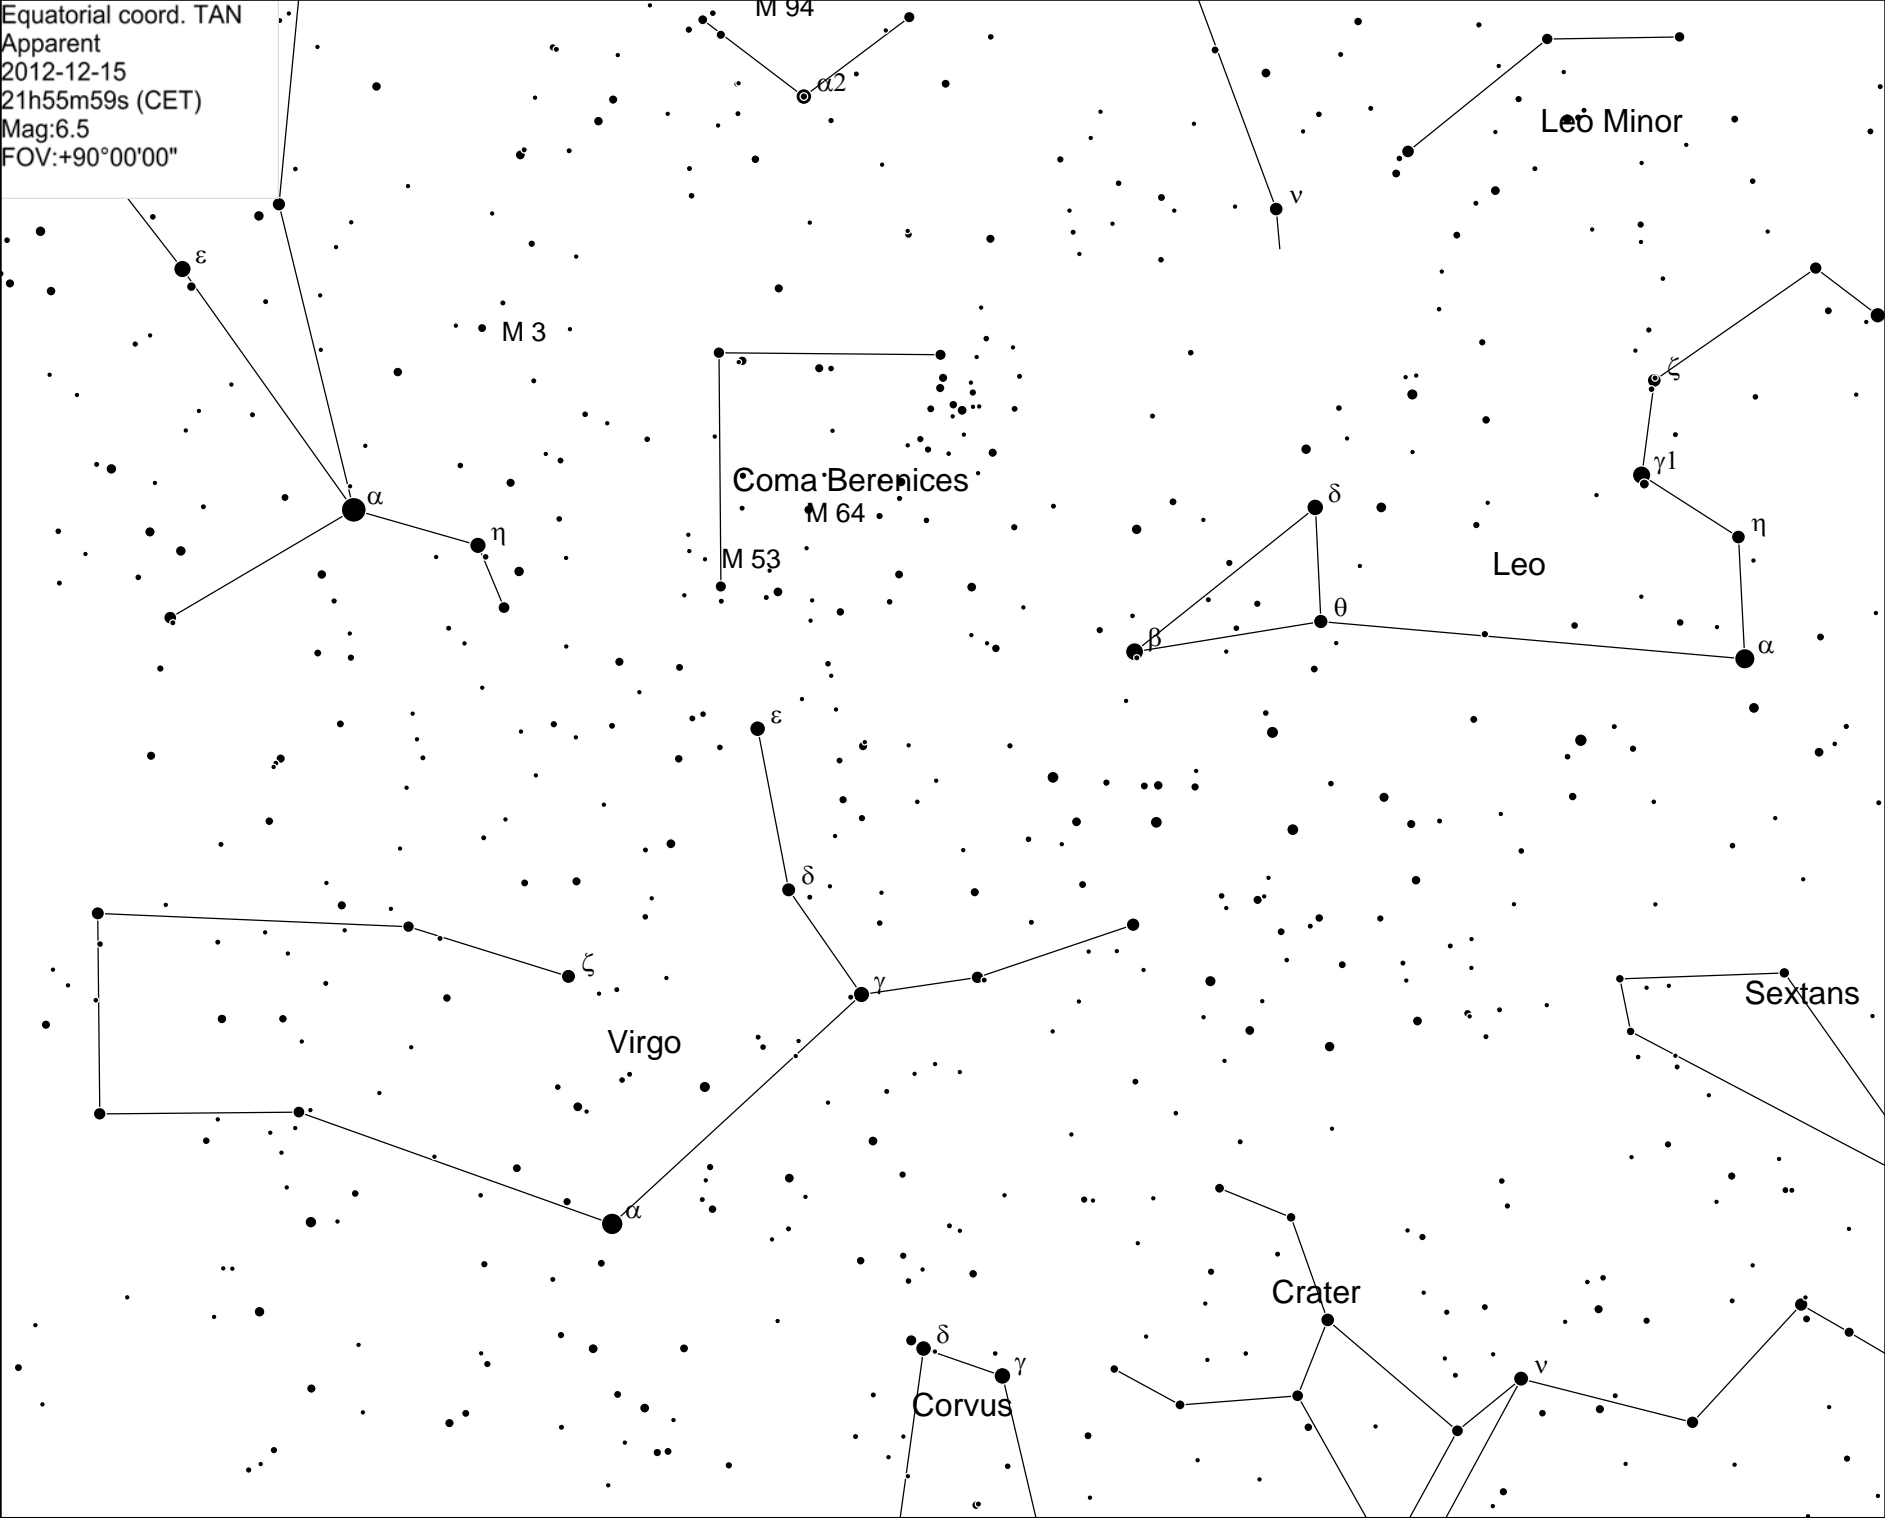 Equatorial coord. TAN
Apparent
2012-12-15
21h55m59s (CET)
Mag:6.5
FOV:+90°00'00"
M 94
α2
Leo Minor
ν
ε
M 3
ζ
γ1
Coma Berenices
α
δ
M 64
η
η
M 53
Leo
θ
β
α
ε
δ
ζ
γ
Sextans
Virgo
α
Crater
δ
γ
ν
Corvus